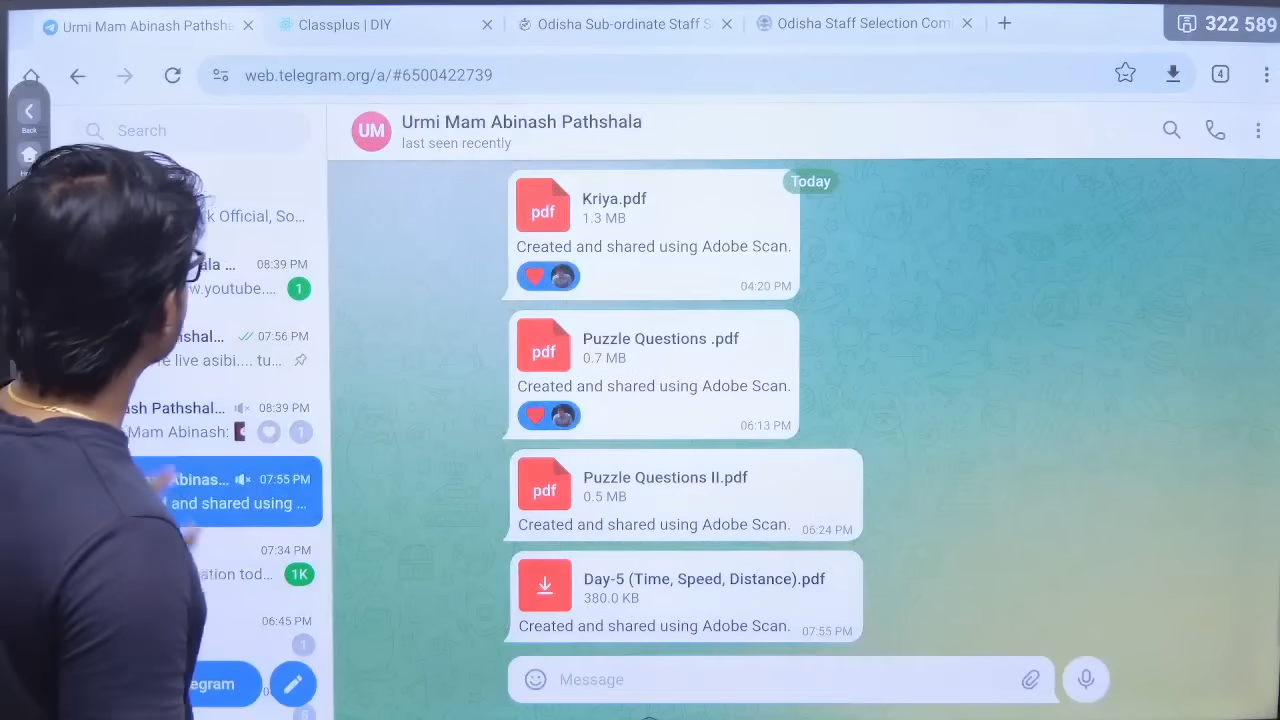 Urmi Mam Abinash Pathsha
Classplus | DIY
Odisha Sub-ordinate Staff S
Odisha Staff Selection Com
322 589
web.telegram.org/a/#6500422739
4
Back
Search
UM
Urmi Mam Abinash Pathshala
last seen recently
k Official, So...
ala ... 08:39 PM
w.youtube.... 1
nshal... 07:56 PM
e live asibi.... tu...
ash Pathshal... 08:39 PM
Mam Abinash: 1
Abinas... 07:55 PM
and shared using ...
07:34 PM
ation tod... 1K
06:45 PM
1
egram
Today
pdf
Kriya.pdf
1.3 MB
Created and shared using Adobe Scan.
04:20 PM
pdf
Puzzle Questions .pdf
0.7 MB
Created and shared using Adobe Scan.
06:13 PM
pdf
Puzzle Questions II.pdf
0.5 MB
Created and shared using Adobe Scan.
06:24 PM
Day-5 (Time, Speed, Distance).pdf
380.0 KB
Created and shared using Adobe Scan.
07:55 PM
Message